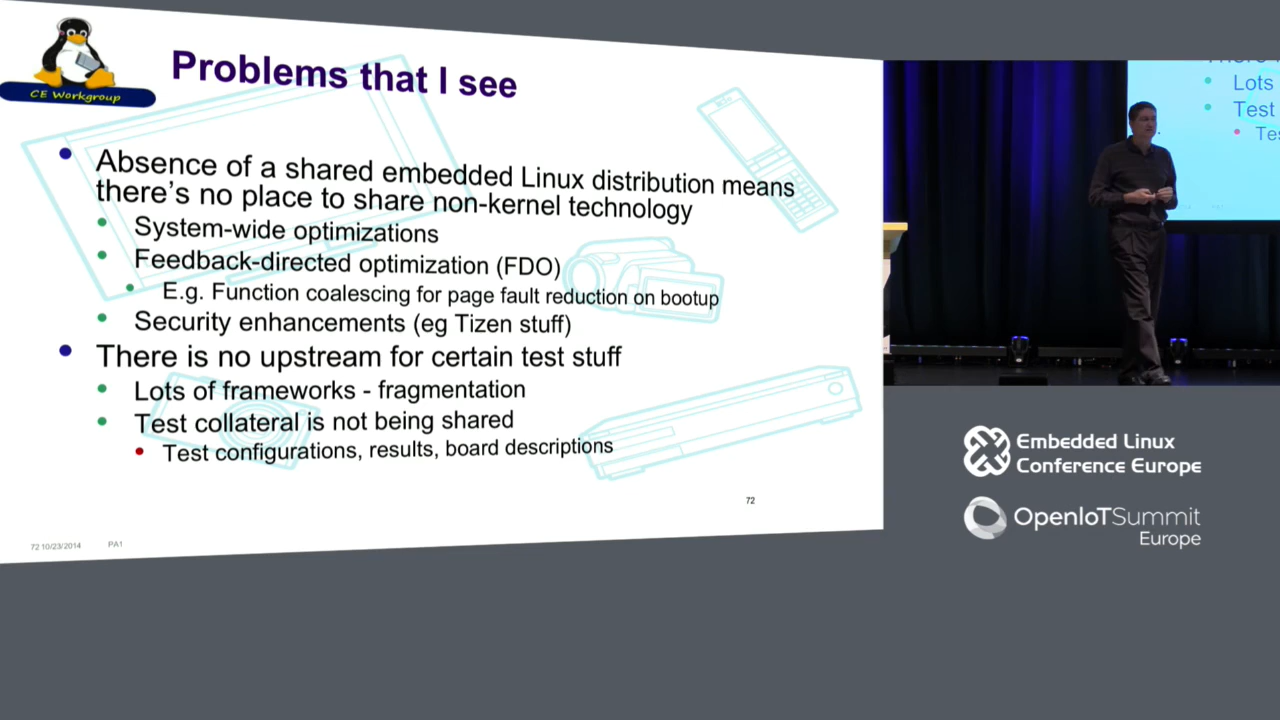 CE Workgroup
Problems that I see
Absence of a shared embedded Linux distribution means
there's no place to share non-kernel technology
System-wide optimizations
Feedback-directed optimization (FDO)
E.g. Function coalescing for page fault reduction on bootup
Security enhancements (eg Tizen stuff)
There is no upstream for certain test stuff
Lots of frameworks - fragmentation
Test collateral is not being shared
Test configurations, results, board descriptions
72
72 10/23/2014 PA1
Lots
Test
Tes
Embedded Linux
Conference Europe
OpenIoTSummit
Europe